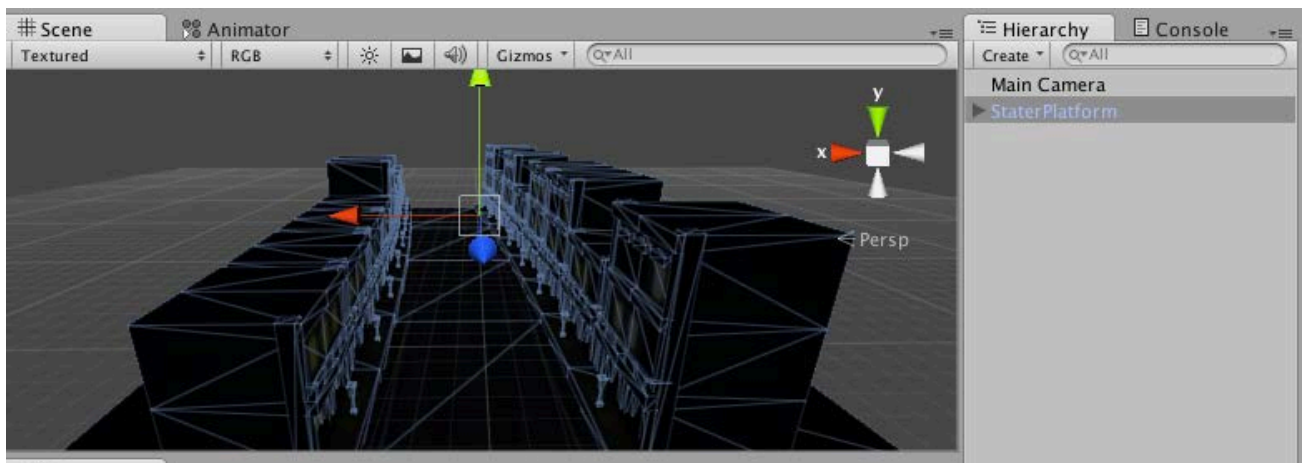 Scene Animator
Hierarchy Console
Textured RGB Gizmos All
Create All
Main Camera
StaterPlatform
y
x
Persp